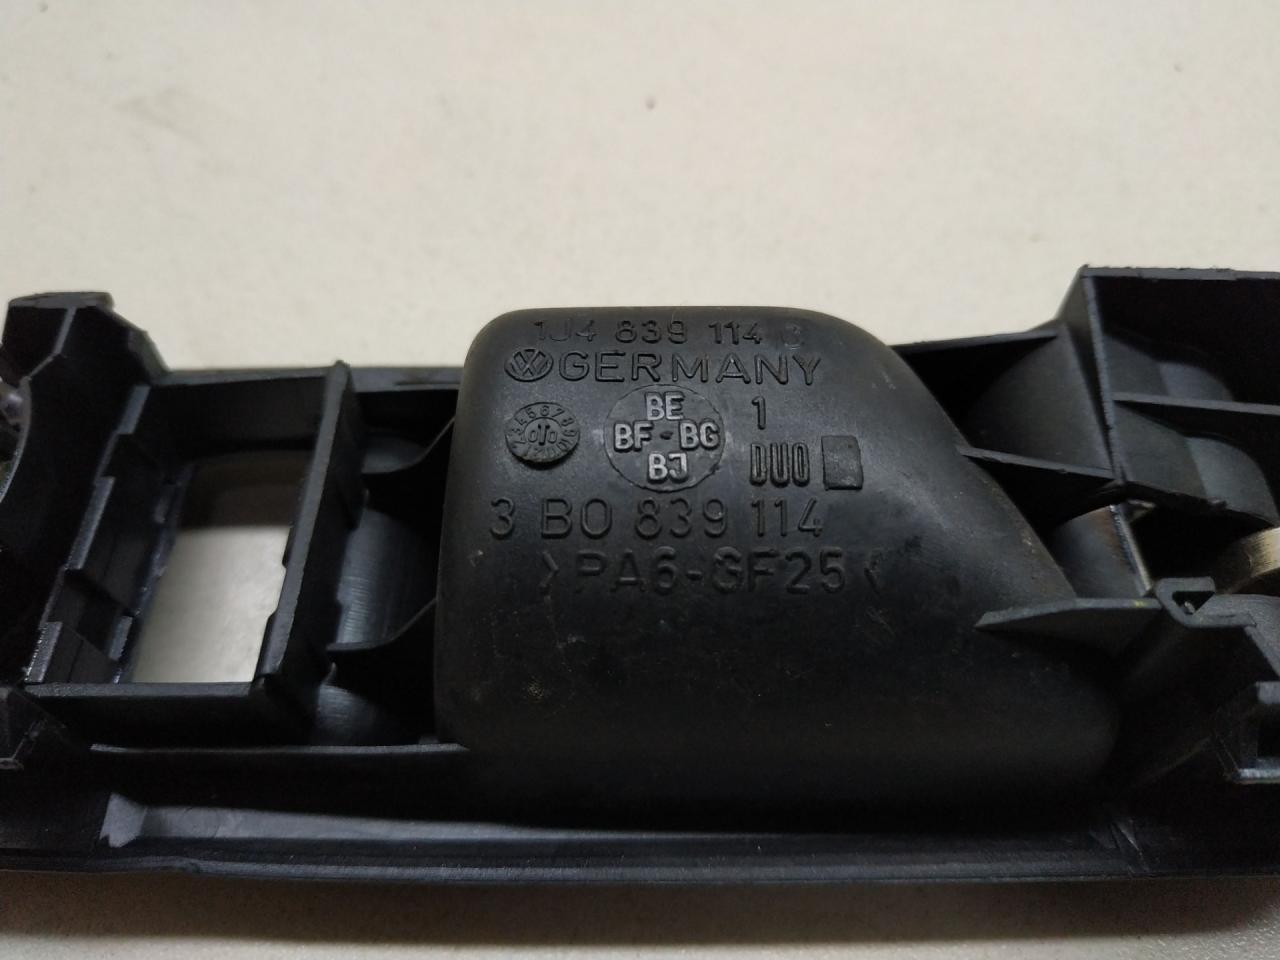 1J4 839 114
GERMANY
BE
BF - BG
BJ
1
DUO
3 B0 839 114
>PA6-GF25<